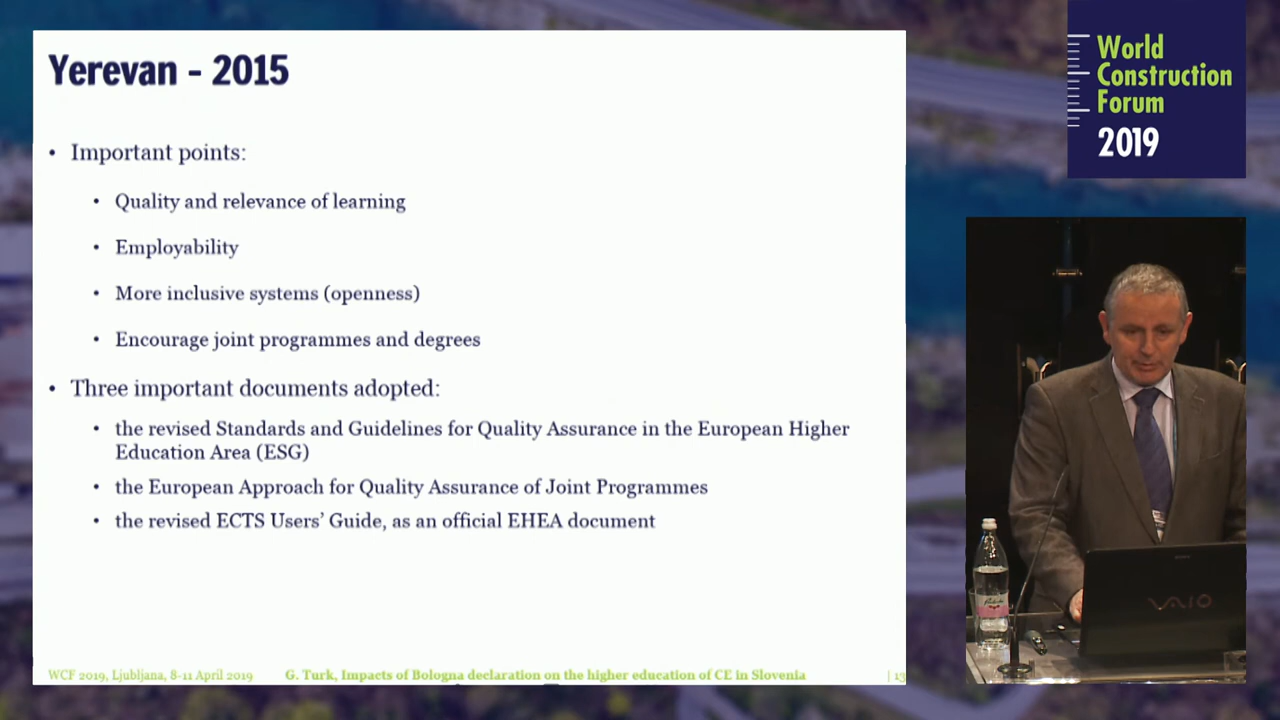 Yerevan - 2015
• Important points:
• Quality and relevance of learning
• Employability
• More inclusive systems (openness)
• Encourage joint programmes and degrees
• Three important documents adopted:
• the revised Standards and Guidelines for Quality Assurance in the European Higher
Education Area (ESG)
• the European Approach for Quality Assurance of Joint Programmes
• the revised ECTS Users' Guide, as an official EHEA document
WCF 2019, Ljubljana, 8-11 April 2019
G. Turk, Impacts of Bologna declaration on the higher education of CE in Slovenia
| 13
World
Construction
Forum
2019
VAIO